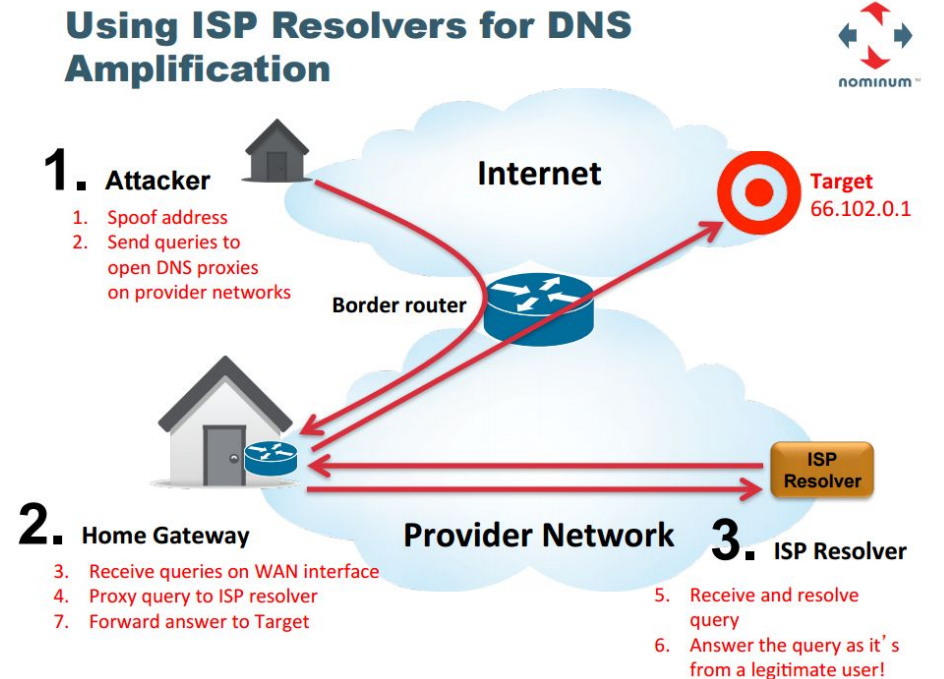 Using ISP Resolvers for DNS
Amplification
nominum™
1. Attacker
1. Spoof address
2. Send queries to
open DNS proxies
on provider networks
Internet
Target
66.102.0.1
Border router
ISP
Resolver
Provider Network
2. Home Gateway
3. Receive queries on WAN interface
4. Proxy query to ISP resolver
7. Forward answer to Target
3. ISP Resolver
5. Receive and resolve
query
6. Answer the query as it's
from a legitimate user!